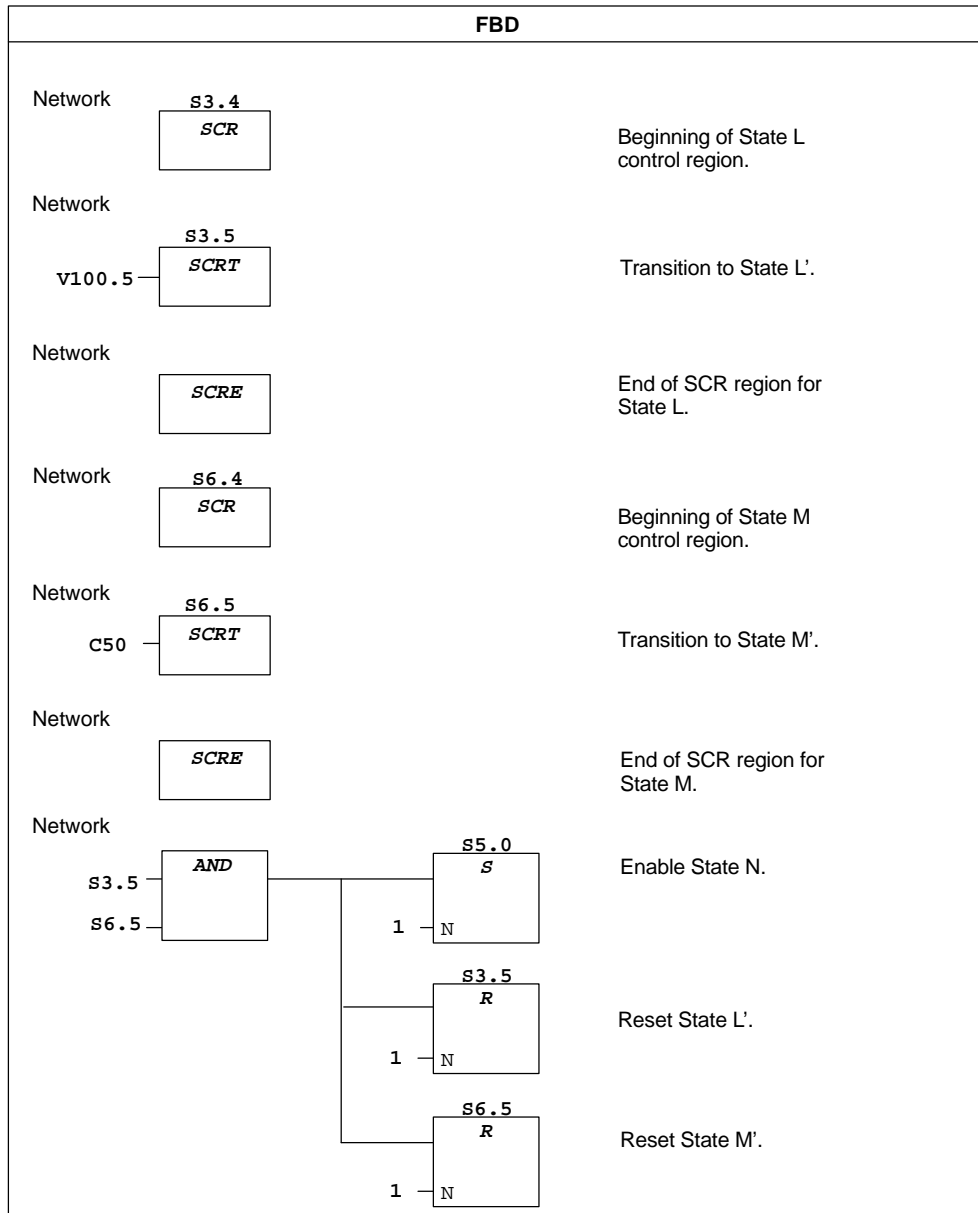 FBD
Network
S3.4
SCR
Beginning of State L
control region.
Network
S3.5
SCRT
V100.5
Transition to State L’.
Network
SCRE
End of SCR region for
State L.
Network
S6.4
SCR
Beginning of State M
control region.
Network
S6.5
SCRT
C50
Transition to State M’.
Network
SCRE
End of SCR region for
State M.
Network
AND
S3.5
S6.5
S5.0
S
1 N
Enable State N.
S3.5
R
1 N
Reset State L’.
S6.5
R
1 N
Reset State M’.